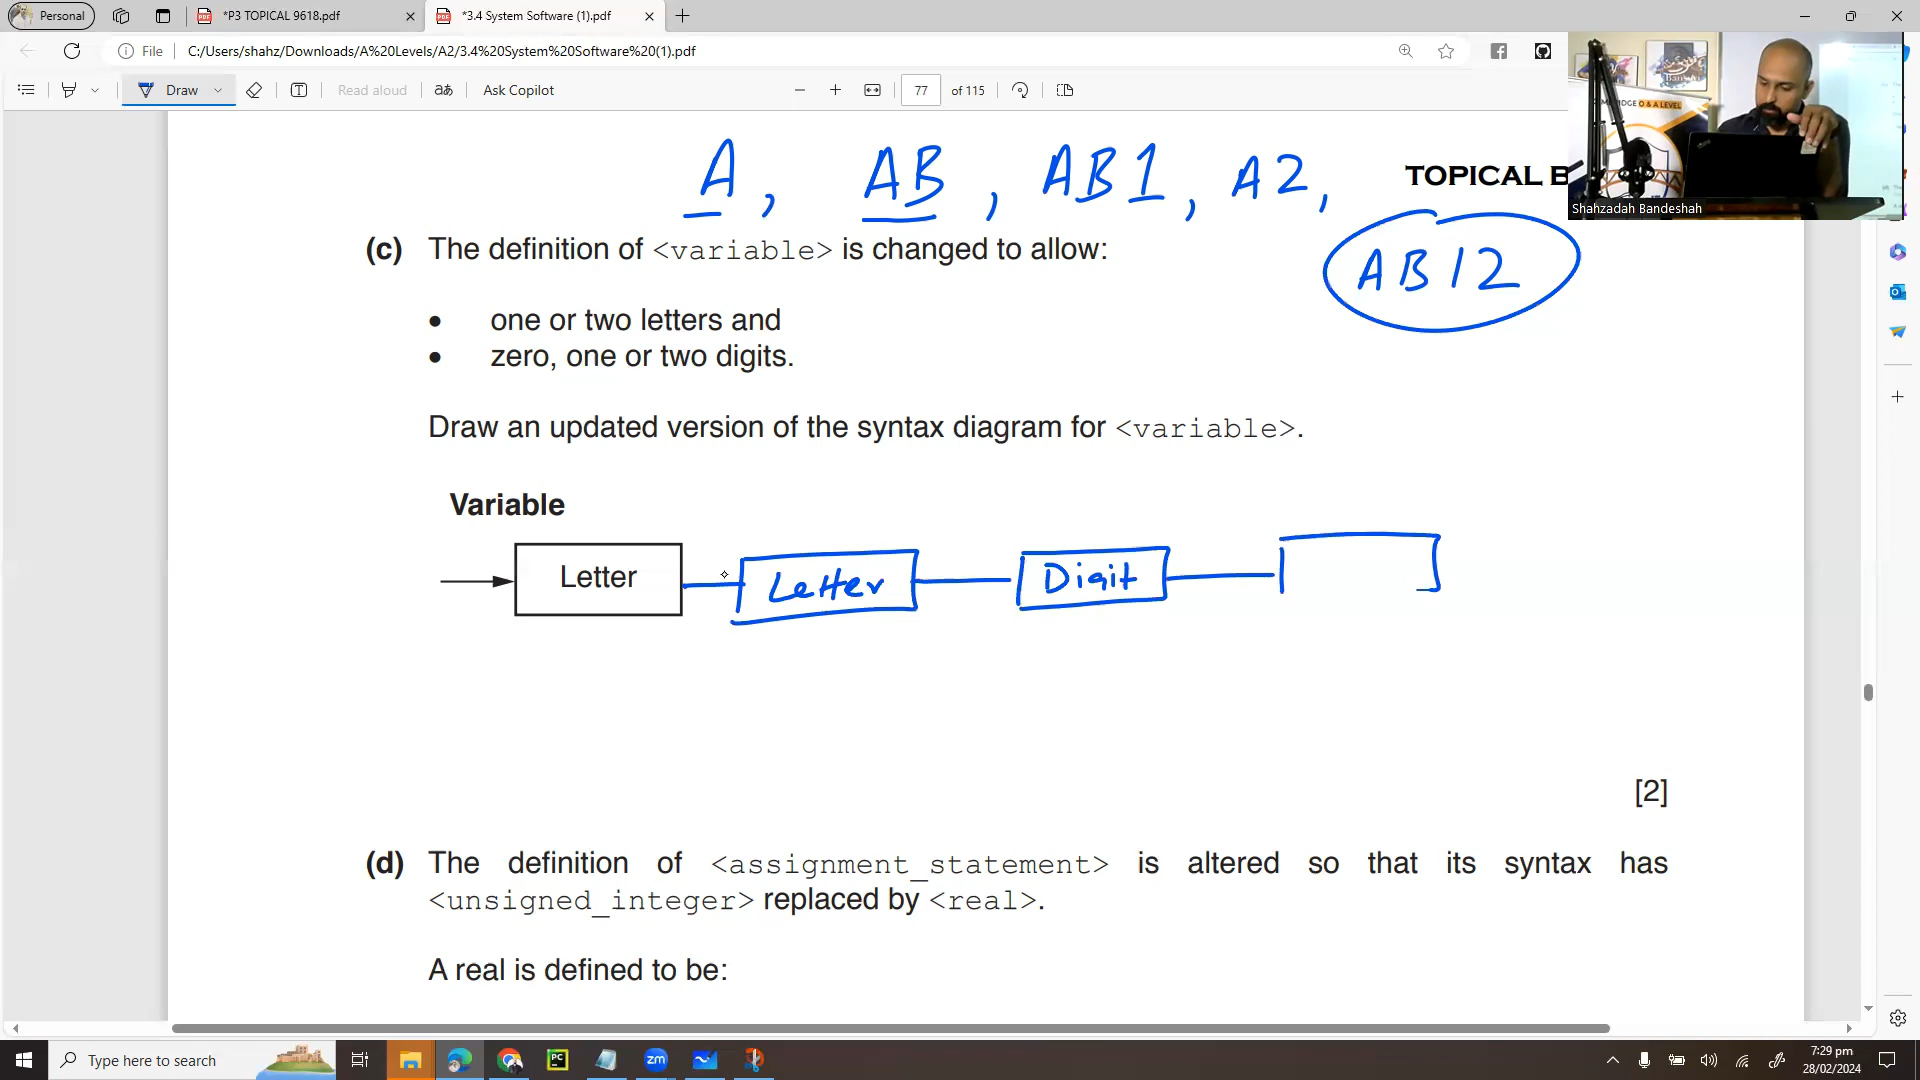 Personal
*P3 TOPICAL 9618.pdf
*3.4 System Software (1).pdf
File
C:/Users/shahz/Downloads/A%20Levels/A2/3.4%20System%20Software%20(1).pdf
Draw
Read aloud
aあ
Ask Copilot
77 of 115
O & A LEVEL
Shahzadah Bandeshah
A, AB, AB1, A2,
TOPICAL B
AB12
(c) The definition of <variable> is changed to allow:
• one or two letters and
• zero, one or two digits.
Draw an updated version of the syntax diagram for <variable>.
Variable
Letter Letter Digit
[2]
(d) The definition of <assignment_statement> is altered so that its syntax has
<unsigned_integer> replaced by <real>.
A real is defined to be:
Type here to search
PC
zm
7:29 pm
28/02/2024